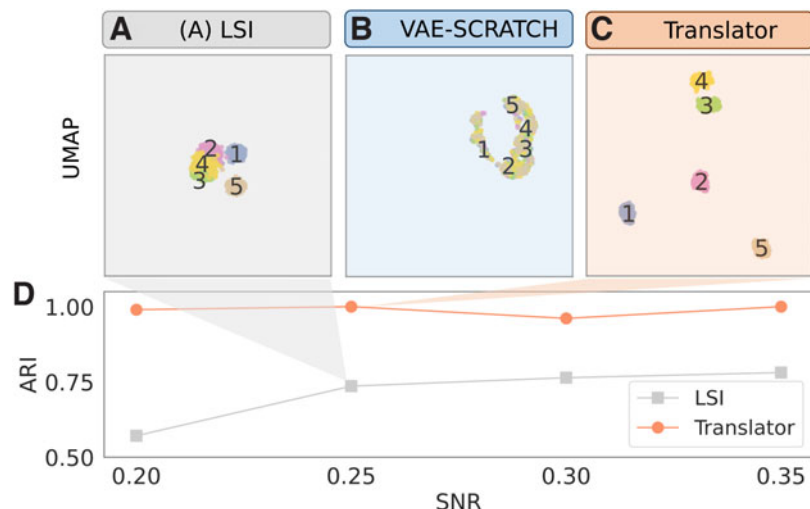 A (A) LSI
B VAE-SCRATCH
C Translator
UMAP
2
1
4
3
5
5
4
1
3
2
4
3
2
1
5
D
1.00
0.75
0.50
ARI
LSI
Translator
0.20 0.25 0.30 0.35
SNR